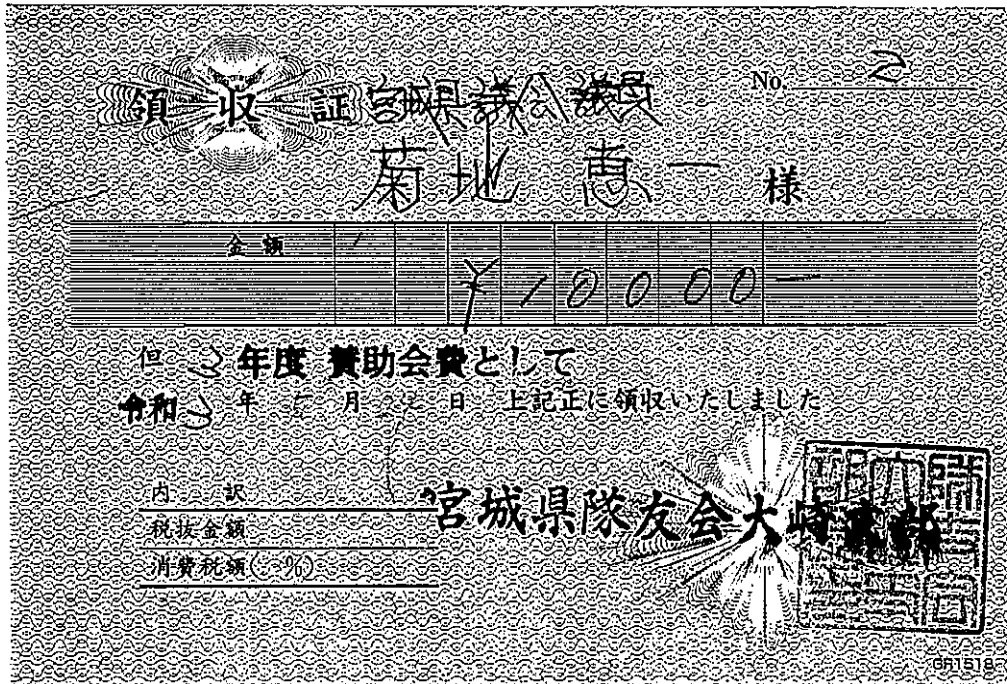 領収証 宮城県議会議員 No. 2
菊地 恵一 様
金額 ¥10000-
但 3年度 賛助会費として
令和3年5月 日 上記正に領収いたしました
内訳
税抜金額
消費税額( %)
宮城県隊友会大崎支部
GR1518